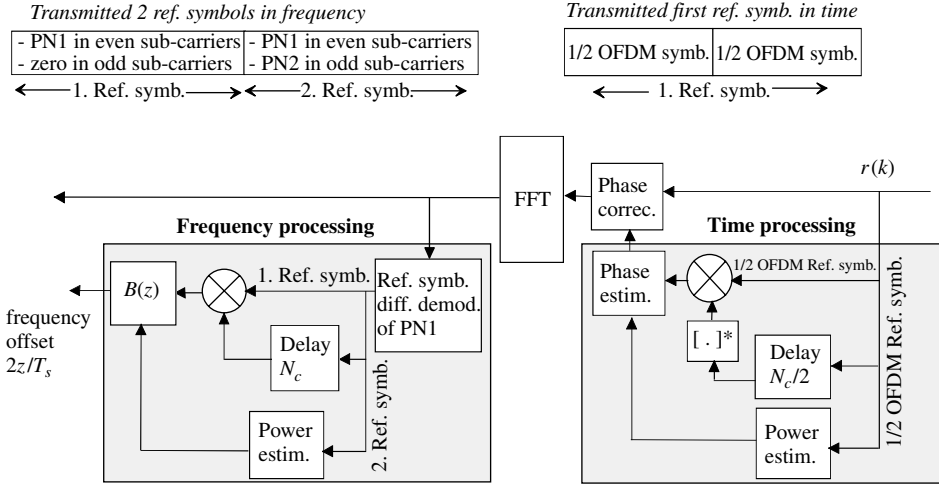 Transmitted 2 ref. symbols in frequency
- PN1 in even sub-carriers
- zero in odd sub-carriers
- PN1 in even sub-carriers
- PN2 in odd sub-carriers
1. Ref. symb.
2. Ref. symb.
Transmitted first ref. symb. in time
1/2 OFDM symb.
1/2 OFDM symb.
1. Ref. symb.
r(k)
FFT
Phase
correc.
Frequency processing
B(z)
1. Ref. symb.
Ref. symb.
diff. demod.
of PN1
Delay
N_c
Power
estim.
2. Ref. symb.
frequency
offset
2z/T_s
Time processing
Phase
estim.
1/2 OFDM Ref. symb.
[ . ]*
Delay
N_c/2
Power
estim.
1/2 OFDM Ref. symb.